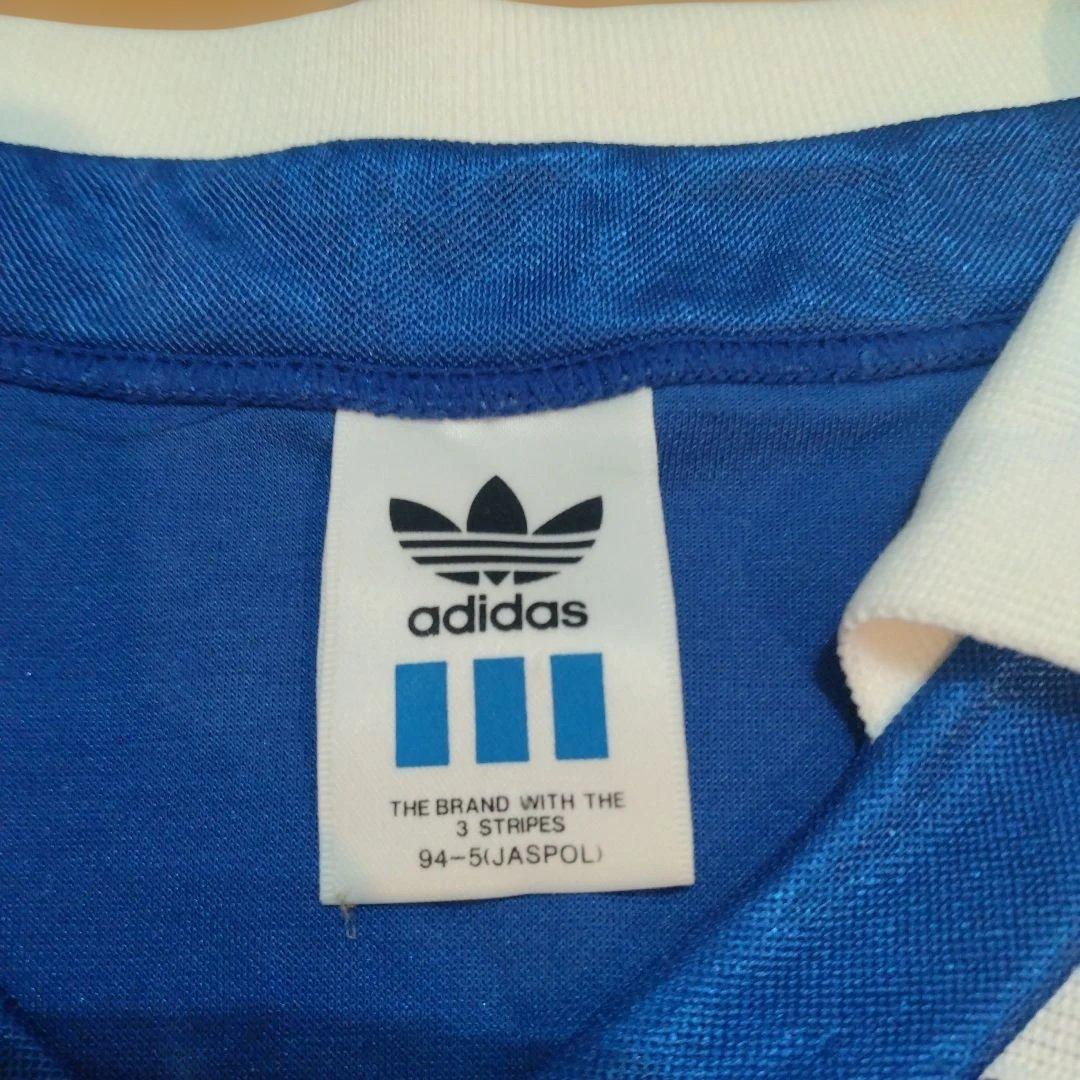 adidas
THE BRAND WITH THE
3 STRIPES
94-5(JASPOL)